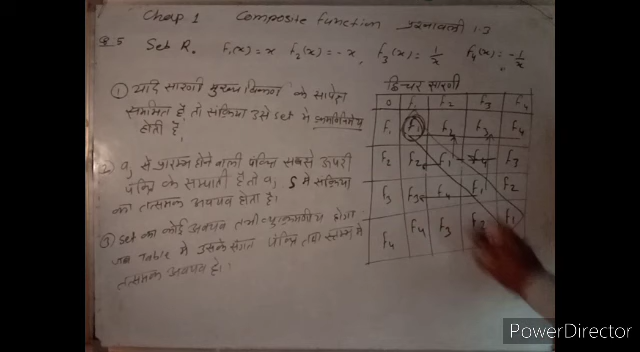 Chap 1 Composite function प्रश्नावली 1.3
Q.5 Set R. F₁(x) = x F₂(x) = -x, F₃(x) = 1/x F₄(x) = -1/x
① यदि सारणी मुख्य विकर्ण के सापेक्ष
सममित है तो संक्रिया उसे Set में क्रमविनिमेय
होती है।
② a₁ से प्रारम्भ होने वाली पंक्ति सबसे ऊपरी
पंक्ति के सम्पाती है तो a₁ S में संक्रिया
का तत्समक अवयव होता है।
③ Set का कोई अवयव तभी व्युत्क्रमणीय होगा
जब Table में उसके संगत पंक्ति तथा स्तम्भ में
तत्समक अवयव हो।
सारणी
0 F₁ F₂ F₃ F₄
F₁ F₁ F₂ F₃ F₄
F₂ F₂ F₁ F₄ F₃
F₃ F₃ F₄ F₁ F₂
F₄ F₄ F₃ F₂ F₁
PowerDirector